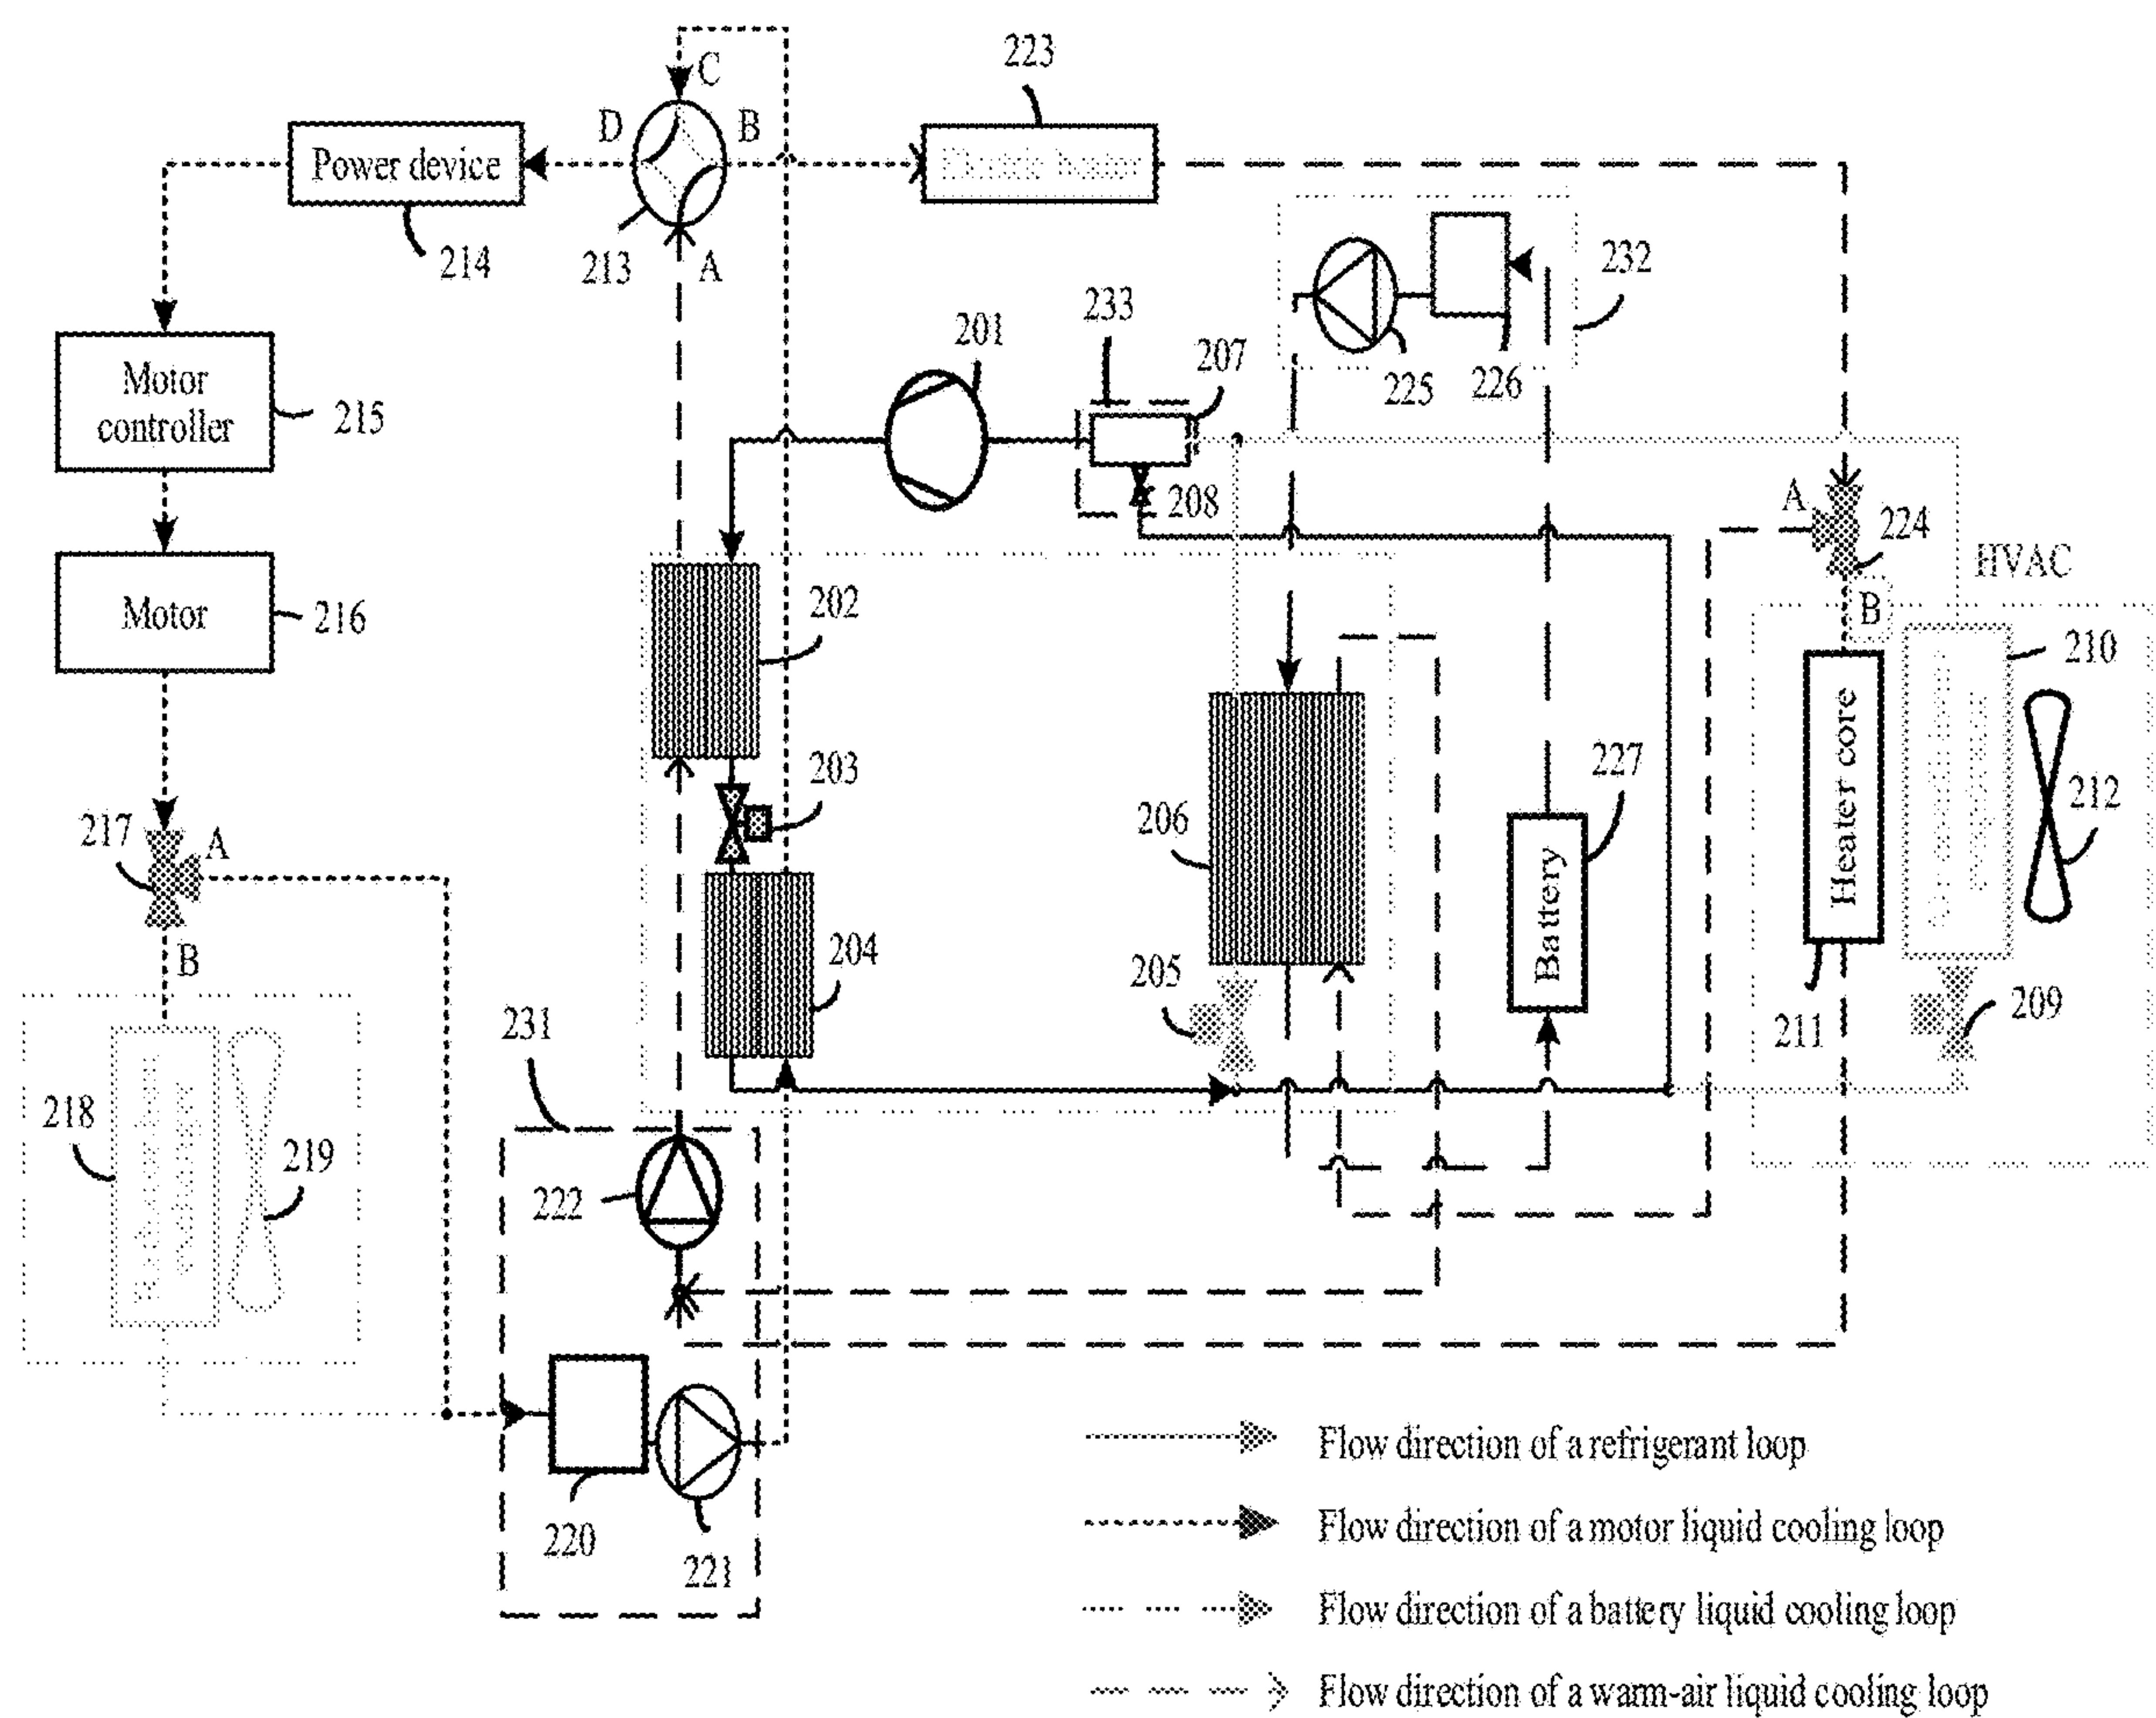 223
C
D
B
Power device
Electric heater
213
A
214
232
233
201
207
225
226
Motor
controller
215
208
A
224
HVAC
Motor
216
202
B
210
203
227
206
Heater core
212
217
A
Battery
204
B
205
209
211
231
218
219
222
220
221
Flow direction of a refrigerant loop
Flow direction of a motor liquid cooling loop
Flow direction of a battery liquid cooling loop
Flow direction of a warm-air liquid cooling loop